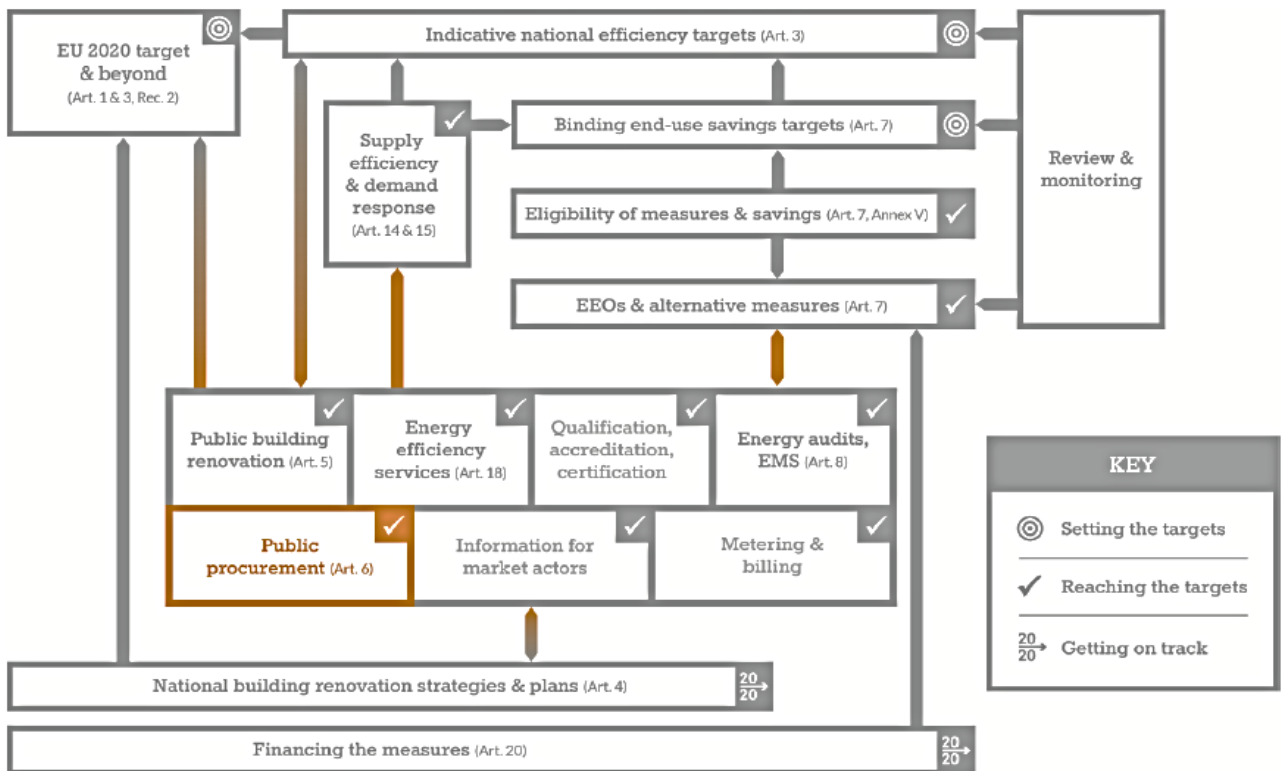 EU 2020 target
& beyond
(Art. 1 & 3, Rec. 2)
Indicative national efficiency targets (Art. 3)
Supply
efficiency
& demand
response
(Art. 14 & 15)
Binding end-use savings targets (Art. 7)
Eligibility of measures & savings (Art. 7, Annex V)
EEOs & alternative measures (Art. 7)
Review &
monitoring
Public building
renovation (Art. 5)
Energy
efficiency
services (Art. 18)
Qualification,
accreditation,
certification
Energy audits,
EMS (Art. 8)
Public
procurement (Art. 6)
Information for
market actors
Metering &
billing
National building renovation strategies & plans (Art. 4)
20
20
Financing the measures (Art. 20)
20
20
KEY
Setting the targets
Reaching the targets
20
20
Getting on track